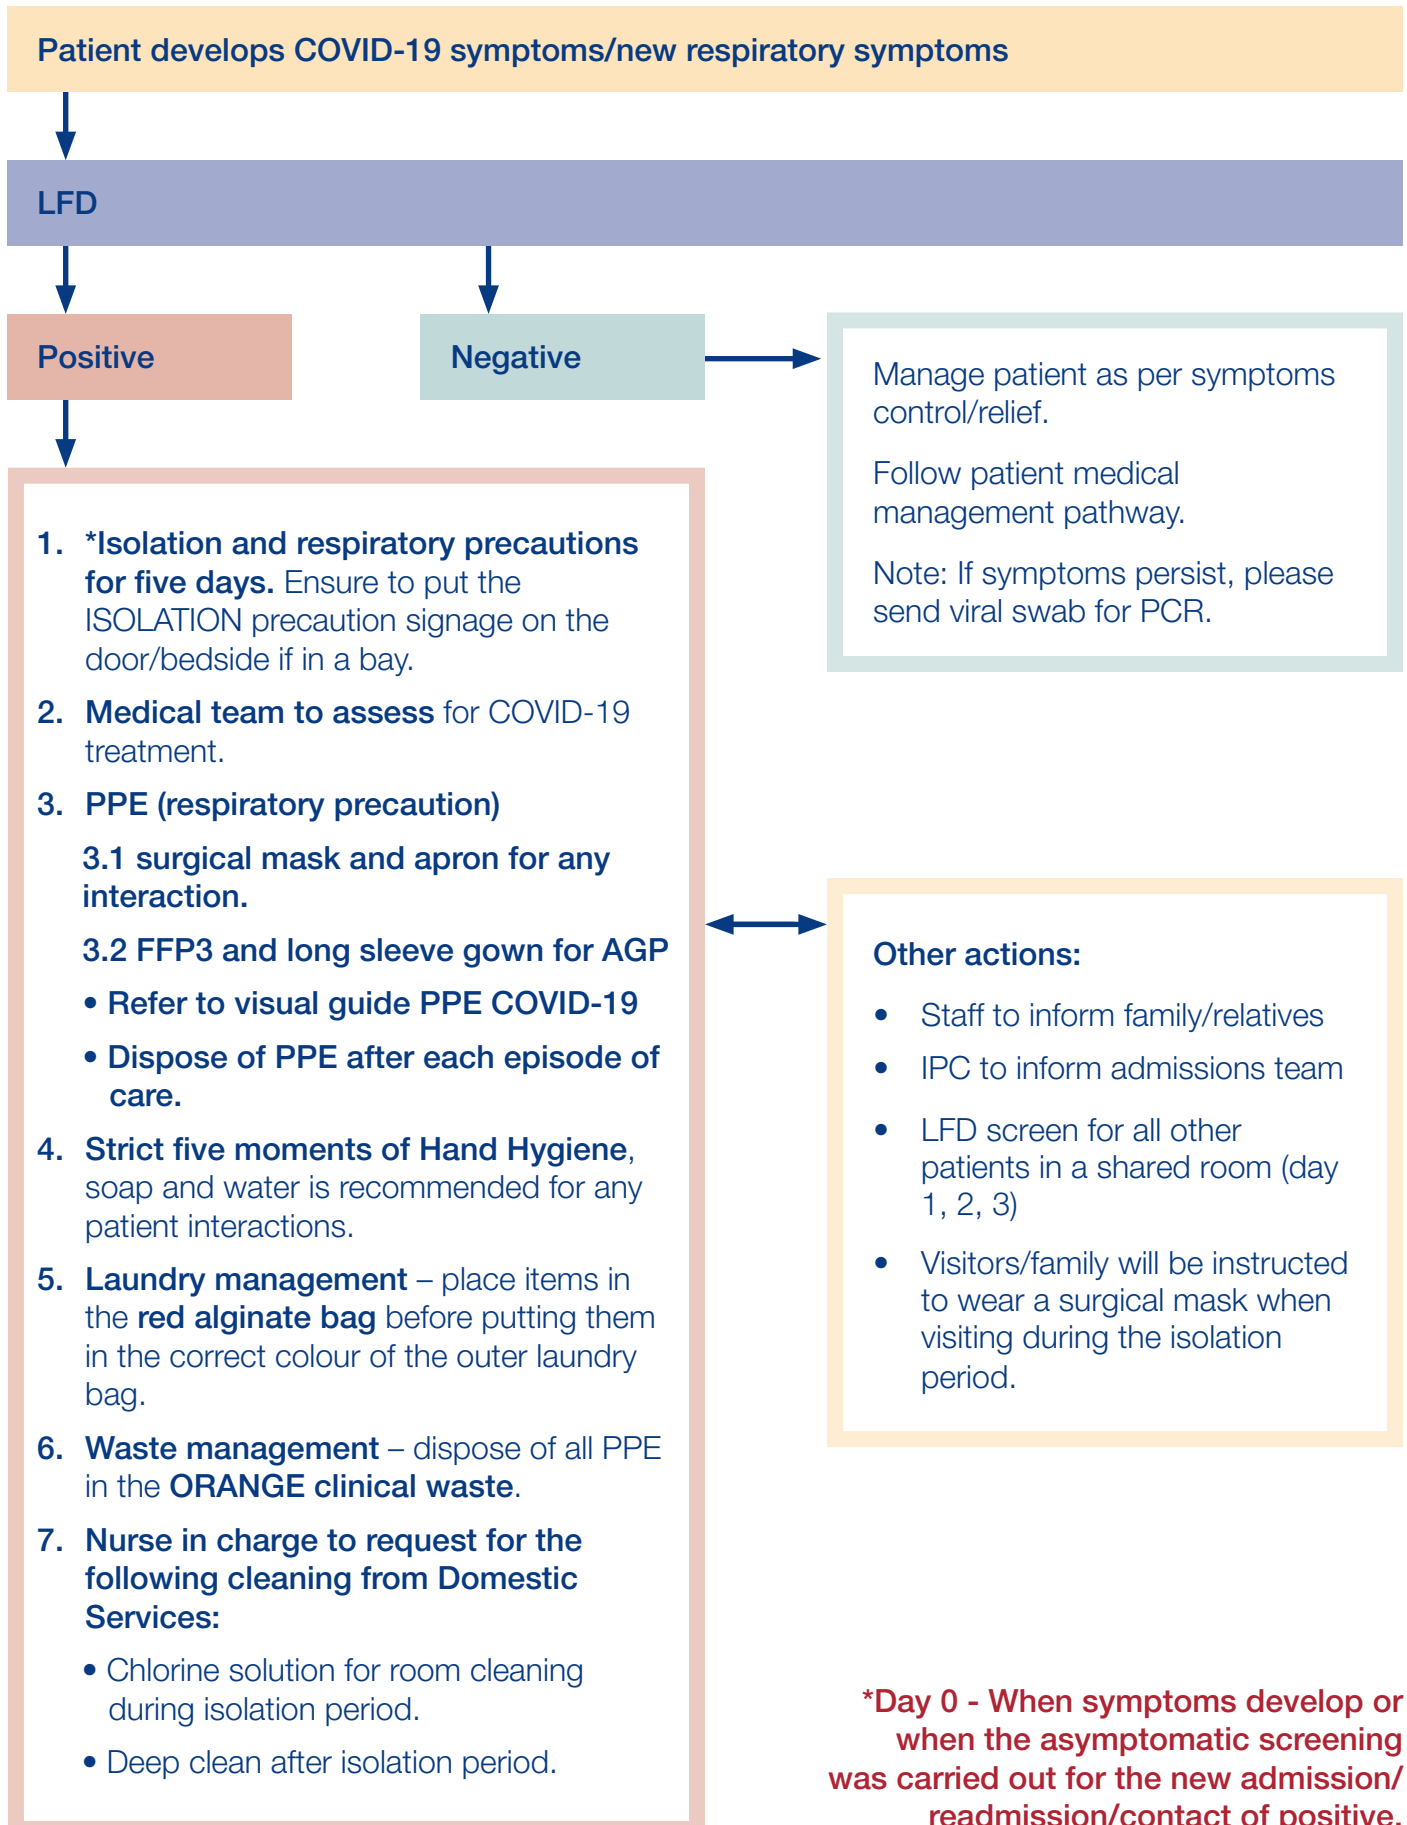 Patient develops COVID-19 symptoms/new respiratory symptoms
LFD
Positive
Negative
Manage patient as per symptoms
control/relief.
Follow patient medical
management pathway.
Note: If symptoms persist, please
send viral swab for PCR.
1. *Isolation and respiratory precautions
for five days. Ensure to put the
ISOLATION precaution signage on the
door/bedside if in a bay.
2. Medical team to assess for COVID-19
treatment.
3. PPE (respiratory precaution)
3.1 surgical mask and apron for any
interaction.
3.2 FFP3 and long sleeve gown for AGP
• Refer to visual guide PPE COVID-19
• Dispose of PPE after each episode of
care.
4. Strict five moments of Hand Hygiene,
soap and water is recommended for any
patient interactions.
5. Laundry management – place items in
the red alginate bag before putting them
in the correct colour of the outer laundry
bag.
6. Waste management – dispose of all PPE
in the ORANGE clinical waste.
7. Nurse in charge to request for the
following cleaning from Domestic
Services:
• Chlorine solution for room cleaning
during isolation period.
• Deep clean after isolation period.
Other actions:
• Staff to inform family/relatives
• IPC to inform admissions team
• LFD screen for all other
patients in a shared room (day
1, 2, 3)
• Visitors/family will be instructed
to wear a surgical mask when
visiting during the isolation
period.
*Day 0 - When symptoms develop or
when the asymptomatic screening
was carried out for the new admission/
readmission/contact of positive.